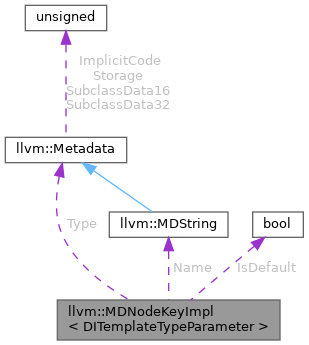 unsigned
ImplicitCode
Storage
SubclassData16
SubclassData32
llvm::Metadata
llvm::MDString
bool
Type
Name
IsDefault
llvm::MDNodeKeyImpl
< DITemplateTypeParameter >